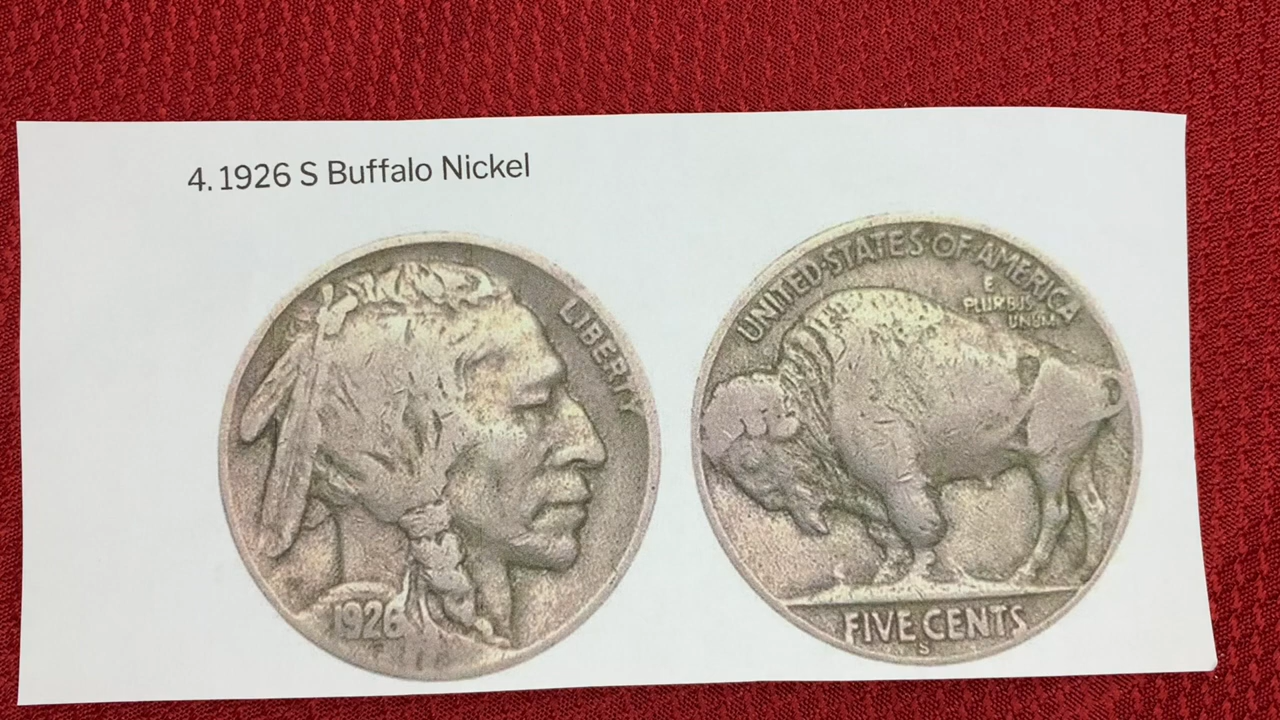 4. 1926 S Buffalo Nickel
LIBERTY
1926
F
UNITED·STATES·OF·AMERICA
E
PLURIBUS
UNUM
FIVE CENTS
S